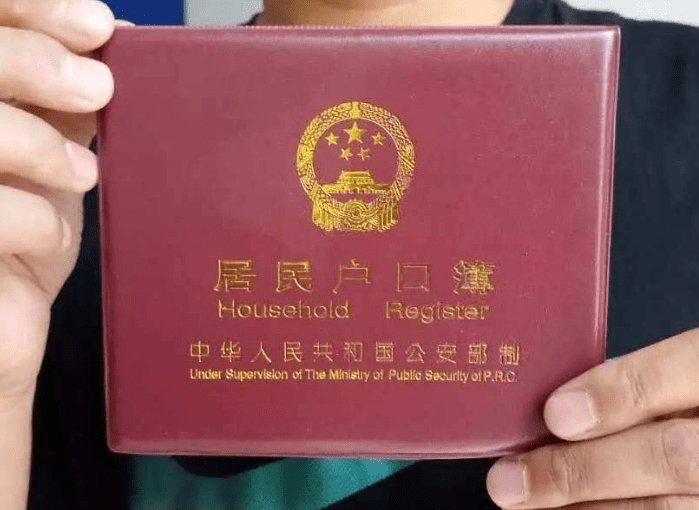 居民户口簿
Household Register
中华人民共和国公安部制
Under Supervision of The Ministry of Public Security of P.R.C.